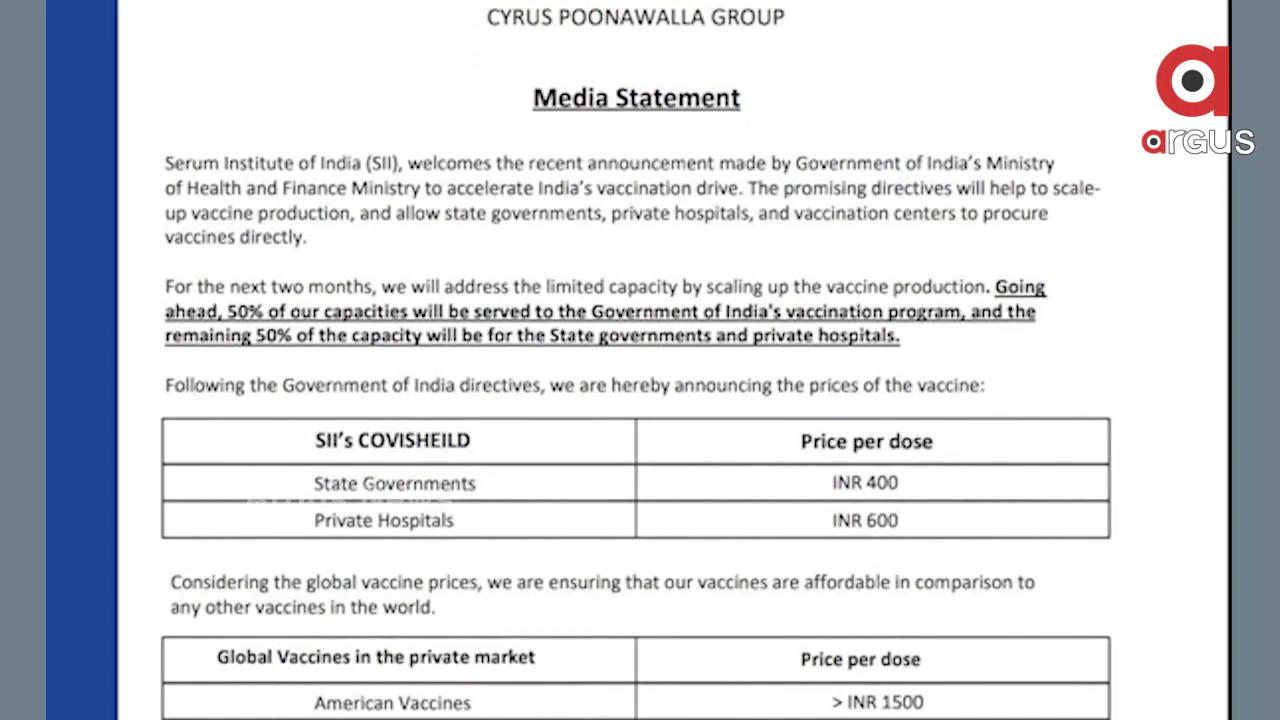 CYRUS POONAWALLA GROUP
argus
Media Statement
Serum Institute of India (SII), welcomes the recent announcement made by Government of India's Ministry
of Health and Finance Ministry to accelerate India's vaccination drive. The promising directives will help to scale-
up vaccine production, and allow state governments, private hospitals, and vaccination centers to procure
vaccines directly.
For the next two months, we will address the limited capacity by scaling up the vaccine production. Going
ahead, 50% of our capacities will be served to the Government of India's vaccination program, and the
remaining 50% of the capacity will be for the State governments and private hospitals.
Following the Government of India directives, we are hereby announcing the prices of the vaccine:
SII's COVISHEILD Price per dose
State Governments INR 400
Private Hospitals INR 600
Considering the global vaccine prices, we are ensuring that our vaccines are affordable in comparison to
any other vaccines in the world.
Global Vaccines in the private market Price per dose
American Vaccines > INR 1500